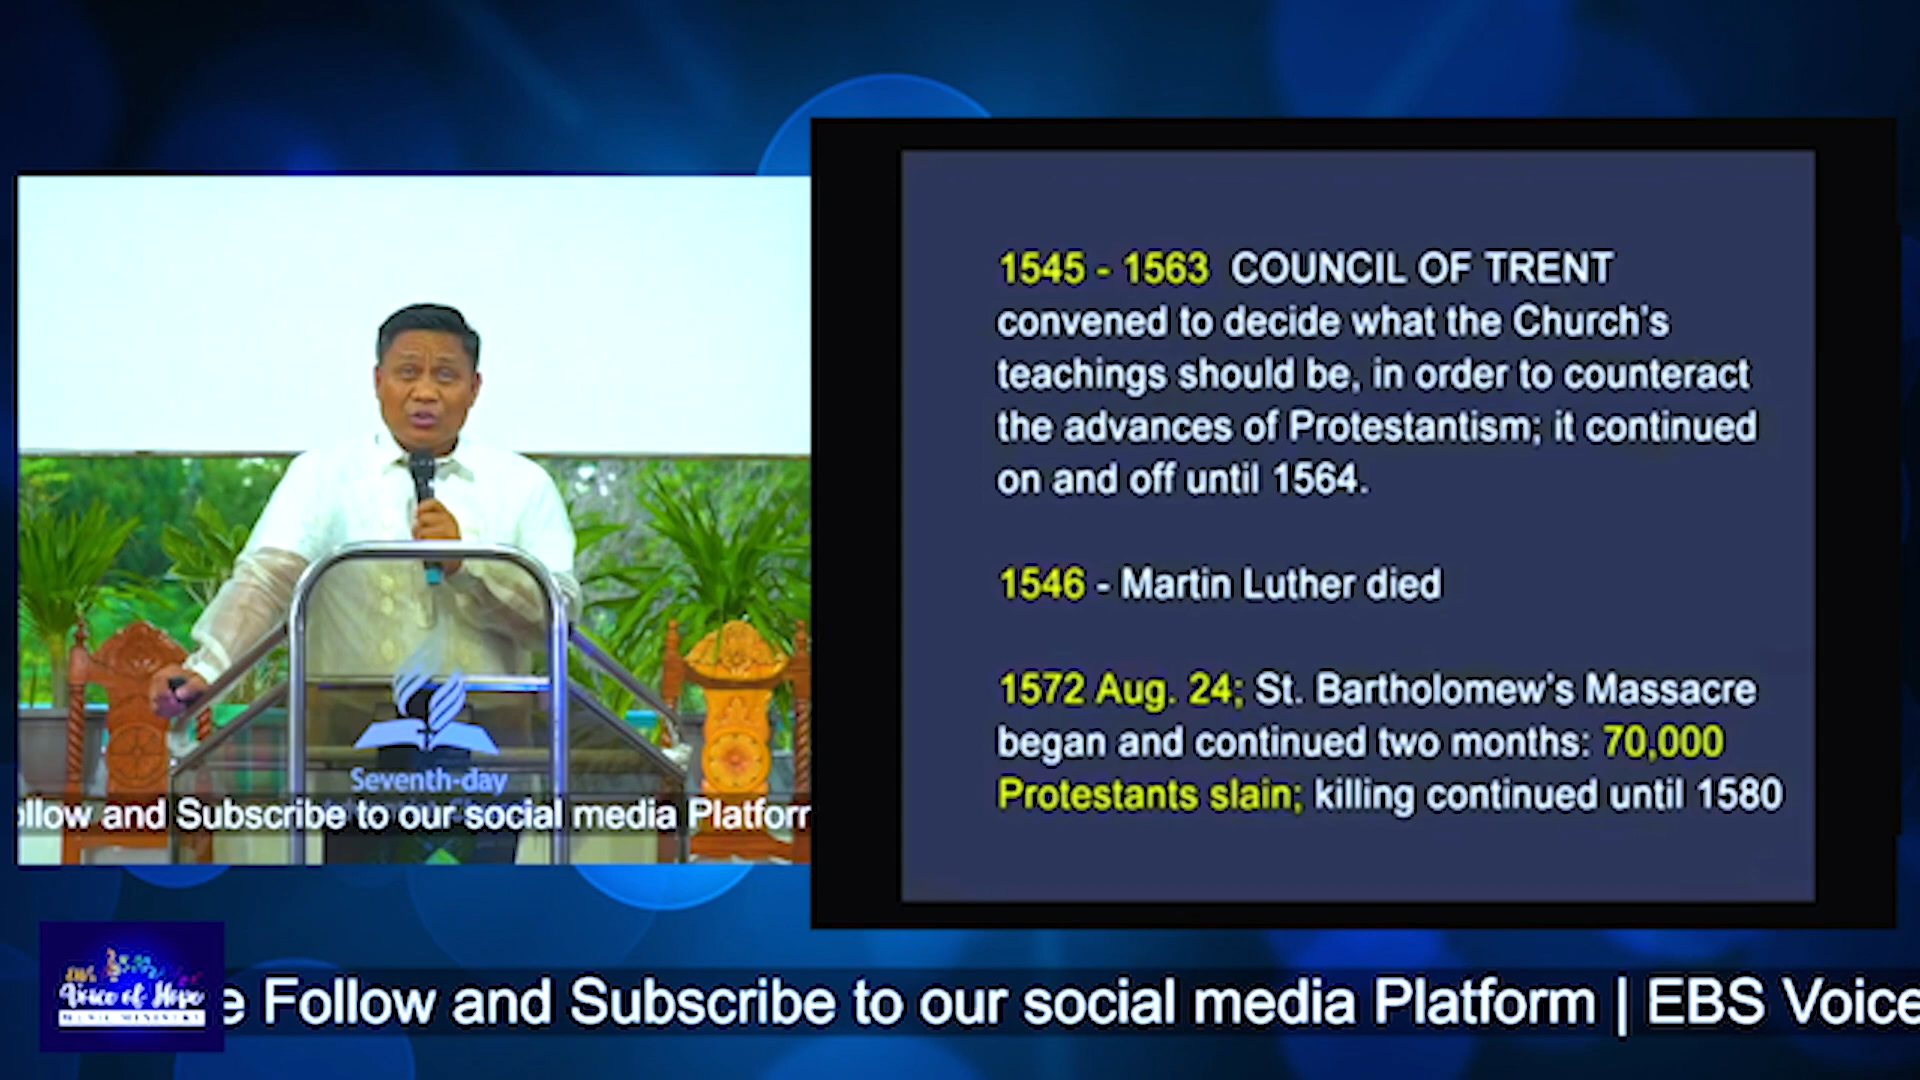 1545 - 1563 COUNCIL OF TRENT
convened to decide what the Church's
teachings should be, in order to counteract
the advances of Protestantism; it continued
on and off until 1564.
1546 - Martin Luther died
1572 Aug. 24; St. Bartholomew's Massacre
began and continued two months: 70,000
Protestants slain; killing continued until 1580
Seventh-day
and Subscribe to our social media
Voice of Hope
MUSIC MINISTRY
Follow and Subscribe to our social media Platform | EBS Voice